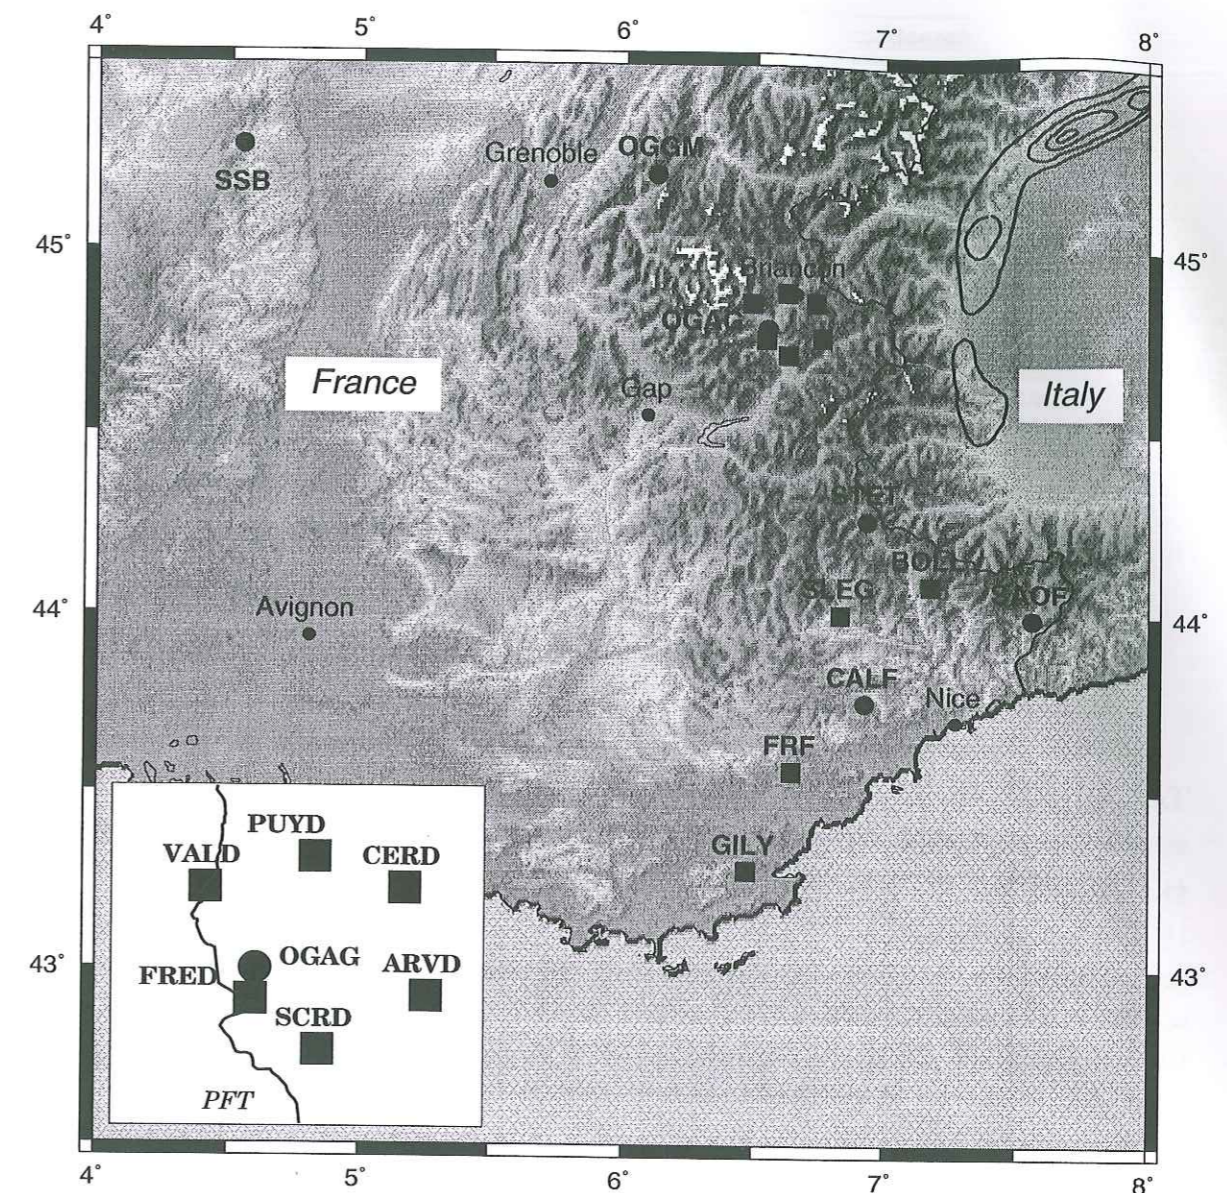 4° 5° 6° 7° 8°
Grenoble OGGM
SSB
45° 45°
Briançon
OGAG
France
Italy
Gap
STET
SLEG SAOF
44° 44°
Avignon
CALF
Nice
FRF
GILY
PUYD
VALD CERD
OGAG ARVD
FRED
SCRD
PFT
43° 43°
4° 5° 6° 7° 8°